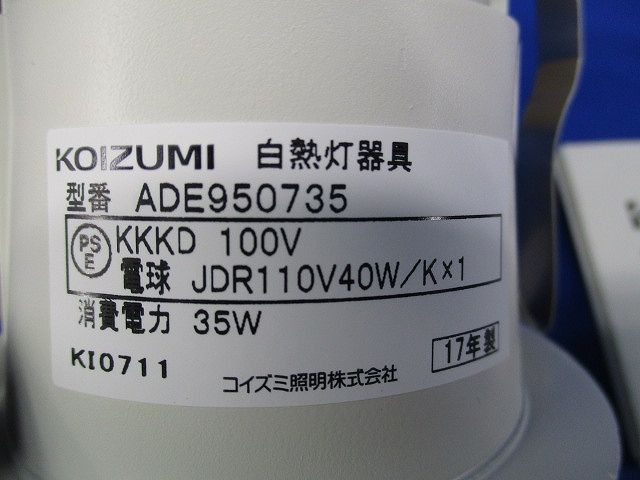 KOIZUMI 白熱灯器具
型番 ADE950735
PS
E
KKKD 100V
電球 JDR110V40W/K×1
消費電力 35W
KI0711
17年製
コイズミ照明株式会社